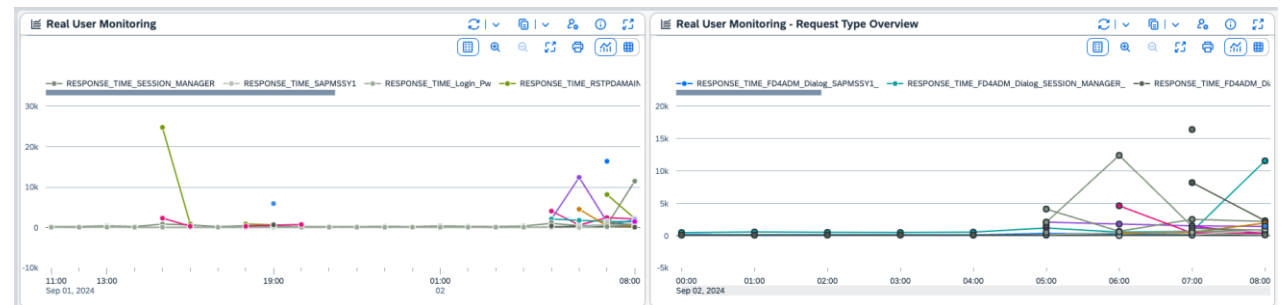 Real User Monitoring
RESPONSE_TIME_SESSION_MANAGER RESPONSE_TIME_SAPMSSY1 RESPONSE_TIME_Login_Pw RESPONSE_TIME_RSTPDAMAIN
30k
20k
10k
0
-10k
11:00 13:00 19:00 01:00 08:00
Sep 01, 2024 02
Real User Monitoring - Request Type Overview
RESPONSE_TIME_FD4ADM_Dialog_SAPMSSY1_ RESPONSE_TIME_FD4ADM_Dialog_SESSION_MANAGER_ RESPONSE_TIME_FD4ADM_Di
20k
15k
10k
5k
0
-5k
00:00 01:00 02:00 03:00 04:00 05:00 06:00 07:00 08:00
Sep 02, 2024